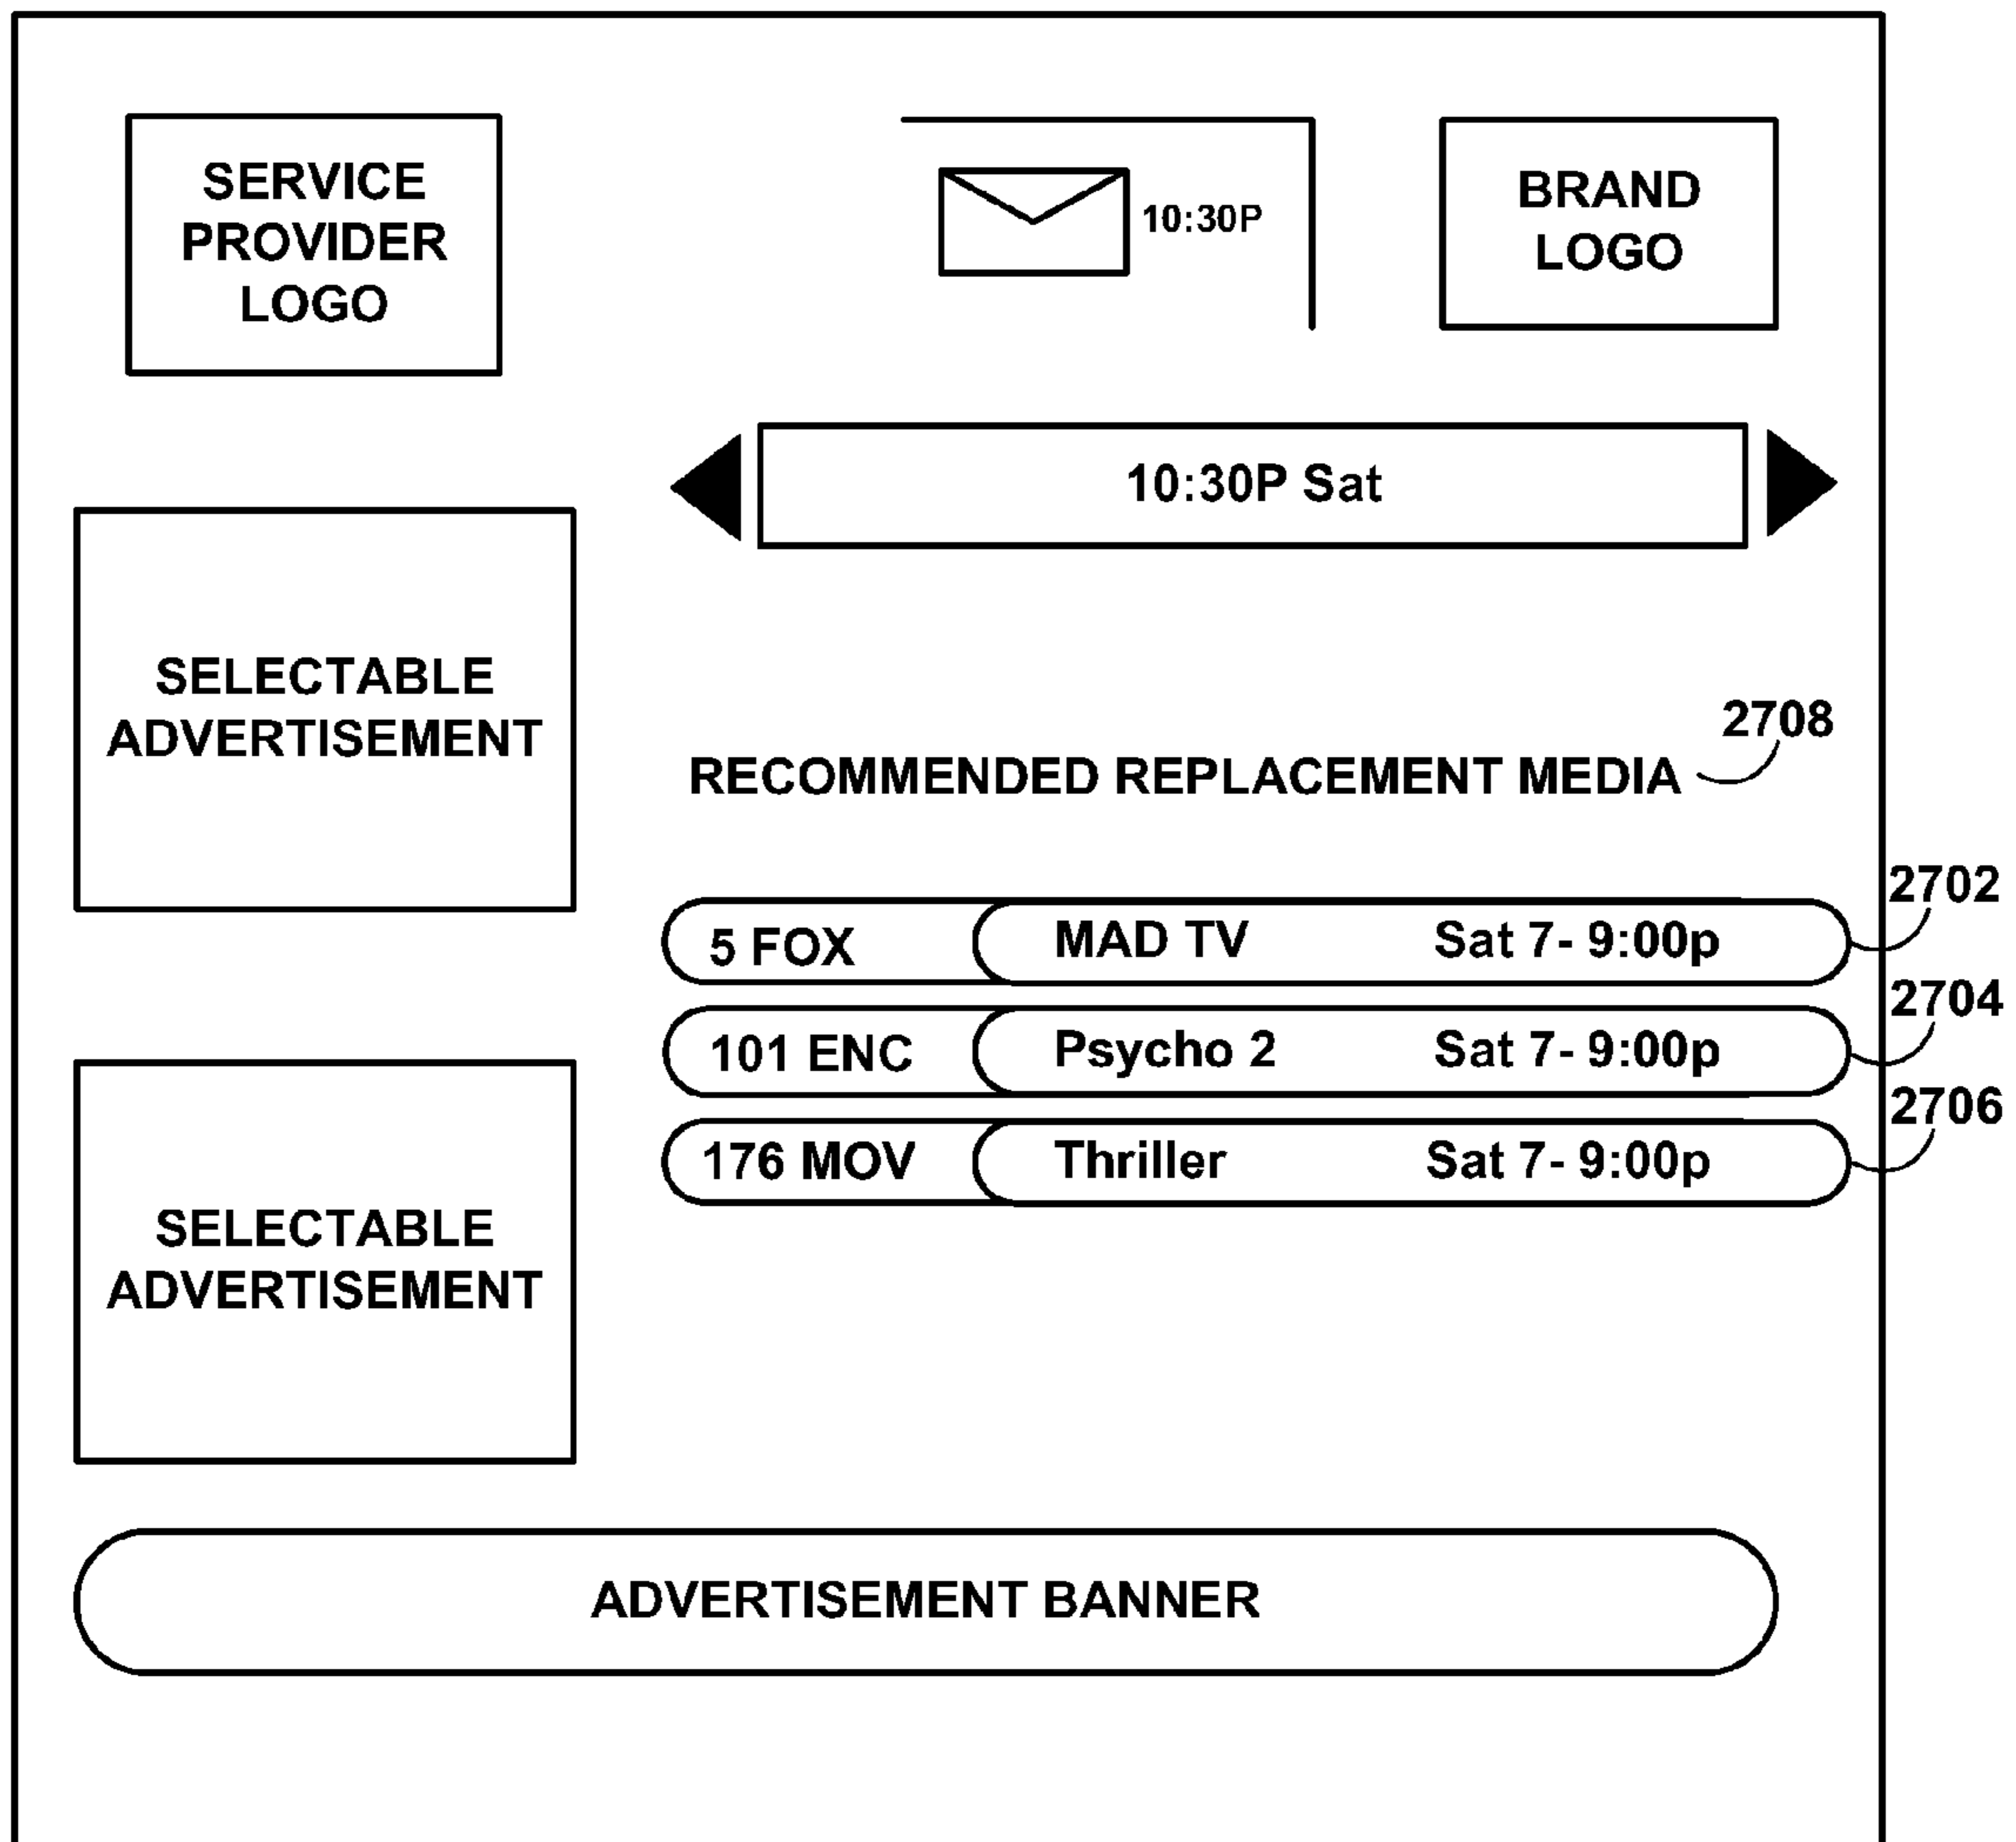 SERVICE
PROVIDER
LOGO
10:30P
BRAND
LOGO
10:30P Sat
SELECTABLE
ADVERTISEMENT
2708
RECOMMENDED REPLACEMENT MEDIA
2702
5 FOX MAD TV Sat 7- 9:00p
2704
101 ENC Psycho 2 Sat 7- 9:00p
2706
176 MOV Thriller Sat 7- 9:00p
SELECTABLE
ADVERTISEMENT
ADVERTISEMENT BANNER